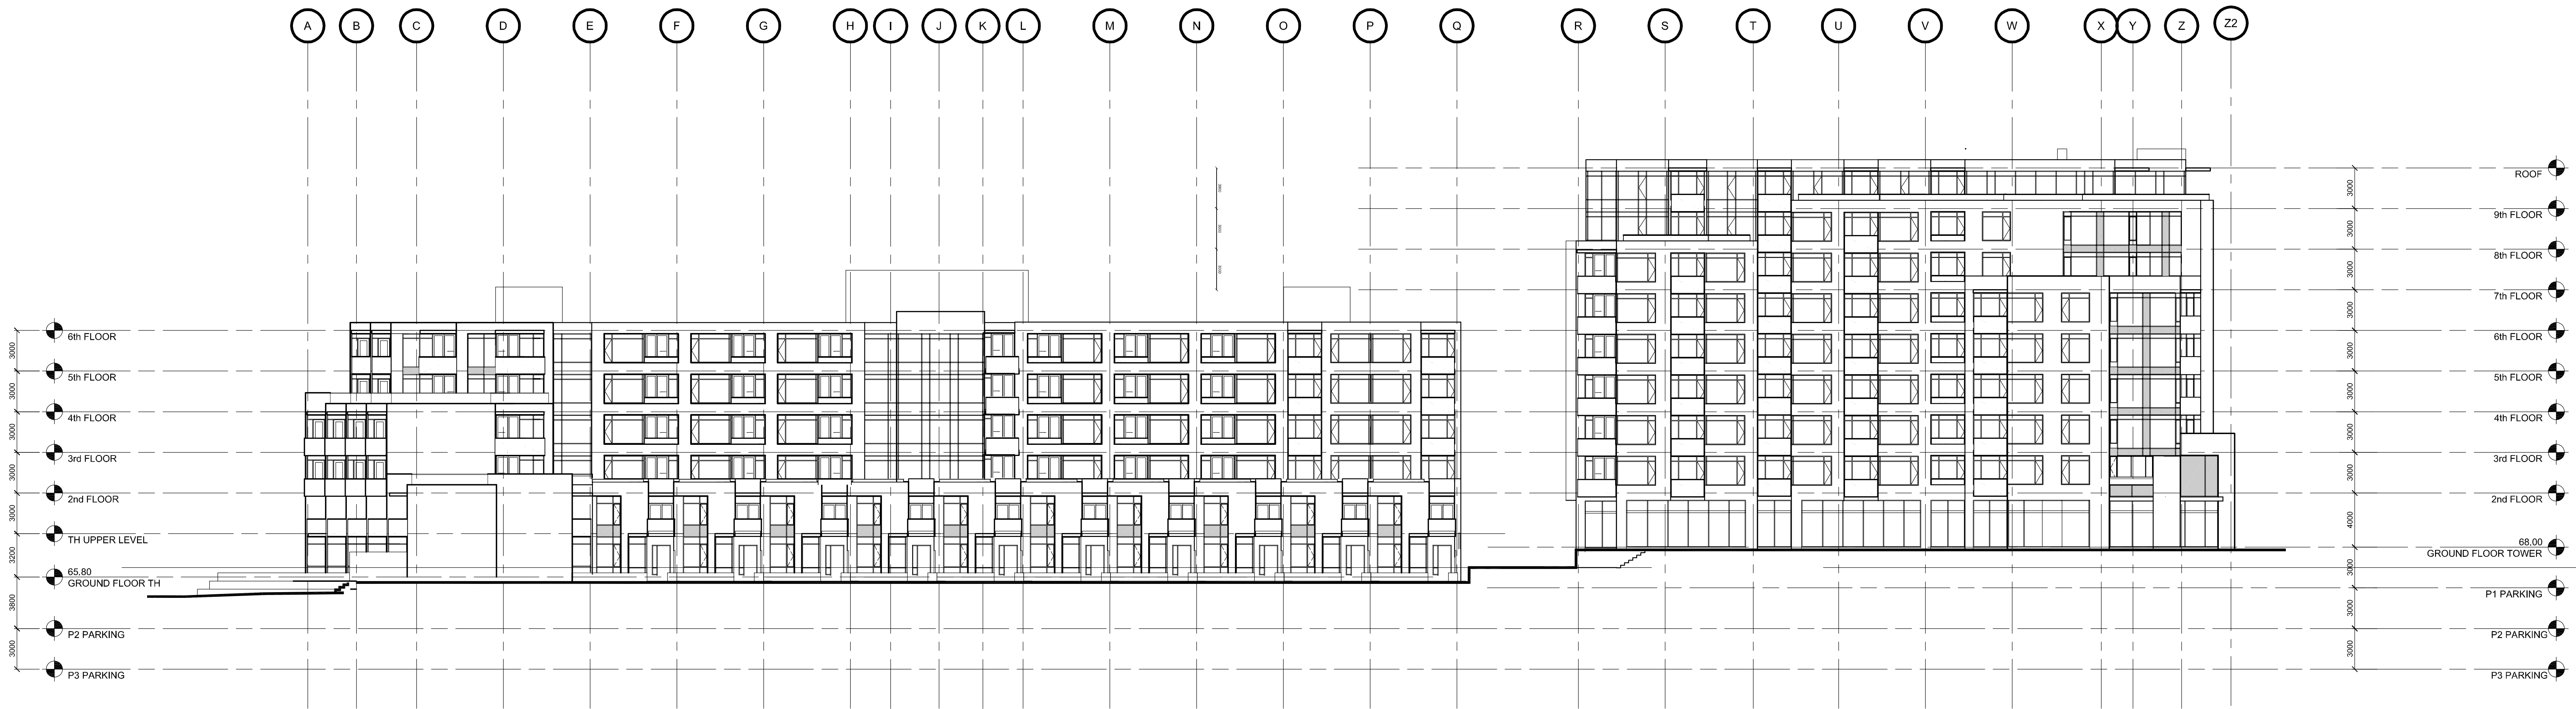 A B C D E F G H I J K L M N O P Q R S T U V W X Y Z Z2
6th FLOOR
5th FLOOR
4th FLOOR
3rd FLOOR
2nd FLOOR
TH UPPER LEVEL
65,80
GROUND FLOOR TH
P2 PARKING
P3 PARKING
3000
3000
3000
3000
3000
3200
3800
3000
3000
3000
3000
3000
3000
3000
3000
3000
3000
3000
4000
3000
3000
3000
ROOF
9th FLOOR
8th FLOOR
7th FLOOR
6th FLOOR
5th FLOOR
4th FLOOR
3rd FLOOR
2nd FLOOR
68,00
GROUND FLOOR TOWER
P1 PARKING
P2 PARKING
P3 PARKING